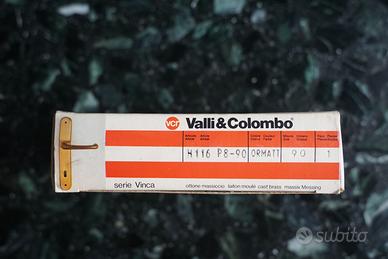 vcr Valli&Colombo
H116 P8-90 ORMATT 90 1
serie Vinca
ottone massiccio laiton moulé cast brass massiv Messing
subito